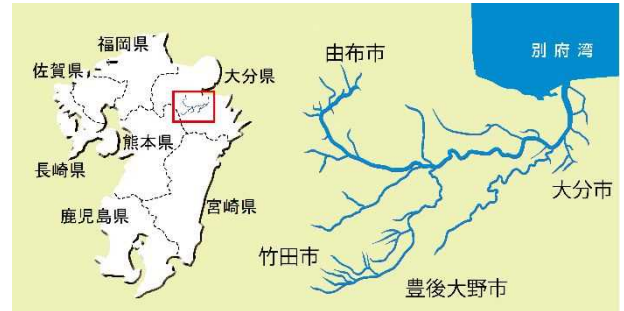 福岡県
佐賀県
大分県
熊本県
長崎県
鹿児島県
宮崎県
由布市
別府湾
大分市
竹田市
豊後大野市